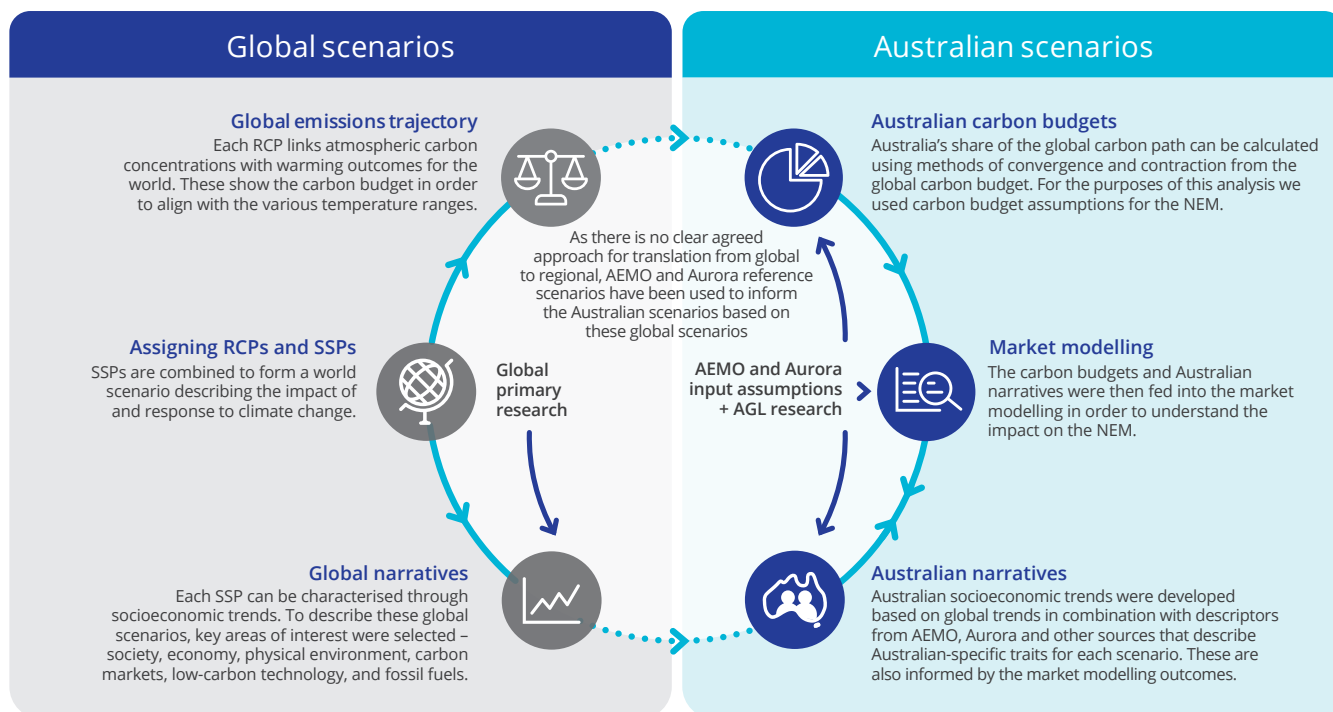 Global scenarios
Australian scenarios
Global emissions trajectory
Each RCP links atmospheric carbon
concentrations with warming outcomes for the
world. These show the carbon budget in order
to align with the various temperature ranges.
Australian carbon budgets
Australia's share of the global carbon path can be calculated
using methods of convergence and contraction from the
global carbon budget. For the purposes of this analysis we
used carbon budget assumptions for the NEM.
As there is no clear agreed
approach for translation from global
to regional, AEMO and Aurora reference
scenarios have been used to inform
the Australian scenarios based on
these global scenarios
Assigning RCPs and SSPs
SSPs are combined to form a world
scenario describing the impact of
and response to climate change.
Global
primary
research
AEMO and Aurora
input assumptions
+ AGL research
Market modelling
The carbon budgets and Australian
narratives were then fed into the market
modelling in order to understand the
impact on the NEM.
Global narratives
Each SSP can be characterised through
socioeconomic trends. To describe these global
scenarios, key areas of interest were selected –
society, economy, physical environment, carbon
markets, low-carbon technology, and fossil fuels.
Australian narratives
Australian socioeconomic trends were developed
based on global trends in combination with descriptors
from AEMO, Aurora and other sources that describe
Australian-specific traits for each scenario. These are
also informed by the market modelling outcomes.